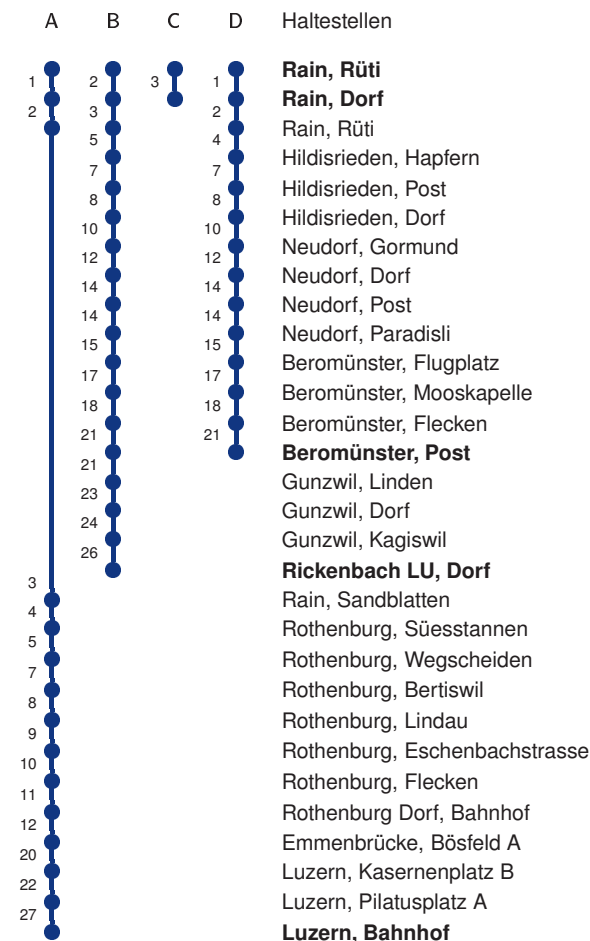 A B C D Haltestellen
Rain, Rüti
1 2 3 1
Rain, Dorf
2 3 2
Rain, Rüti
5 4
Hildisrieden, Hapfern
7 7
Hildisrieden, Post
8 8
Hildisrieden, Dorf
10 10
Neudorf, Gormund
12 12
Neudorf, Dorf
14 14
Neudorf, Post
14 14
Neudorf, Paradisli
15 15
Beromünster, Flugplatz
17 17
Beromünster, Mooskapelle
18 18
Beromünster, Flecken
21 21
Beromünster, Post
21
Gunzwil, Linden
23
Gunzwil, Dorf
24
Gunzwil, Kagiswil
26
Rickenbach LU, Dorf
3
Rain, Sandblatten
4
Rothenburg, Süesstannen
5
Rothenburg, Wegscheiden
7
Rothenburg, Bertiswil
8
Rothenburg, Lindau
9
Rothenburg, Eschenbachstrasse
10
Rothenburg, Flecken
11
Rothenburg Dorf, Bahnhof
12
Emmenbrücke, Bösfeld A
20
Luzern, Kasernenplatz B
22
Luzern, Pilatusplatz A
27
Luzern, Bahnhof